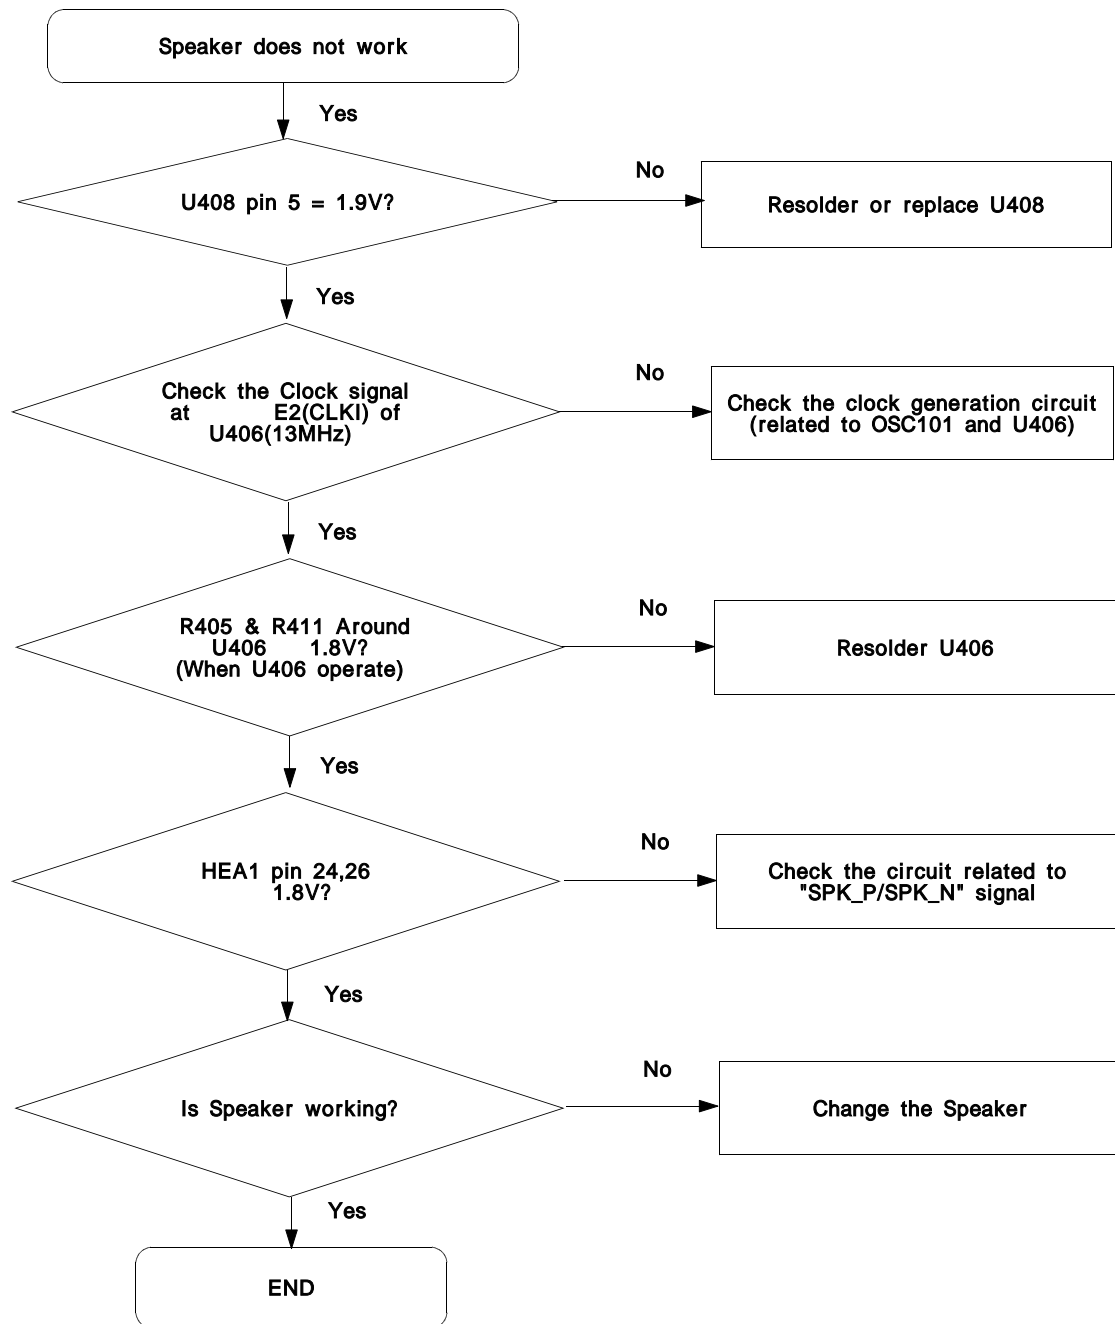 Speaker does not work
Yes
U408 pin 5 = 1.9V?
No
Resolder or replace U408
Yes
Check the Clock signal
at E2(CLKI) of
U406(13MHz)
No
Check the clock generation circuit
(related to OSC101 and U406)
Yes
R405 & R411 Around
U406 1.8V?
(When U406 operate)
No
Resolder U406
Yes
HEA1 pin 24,26
1.8V?
No
Check the circuit related to
"SPK_P/SPK_N" signal
Yes
Is Speaker working?
No
Change the Speaker
Yes
END